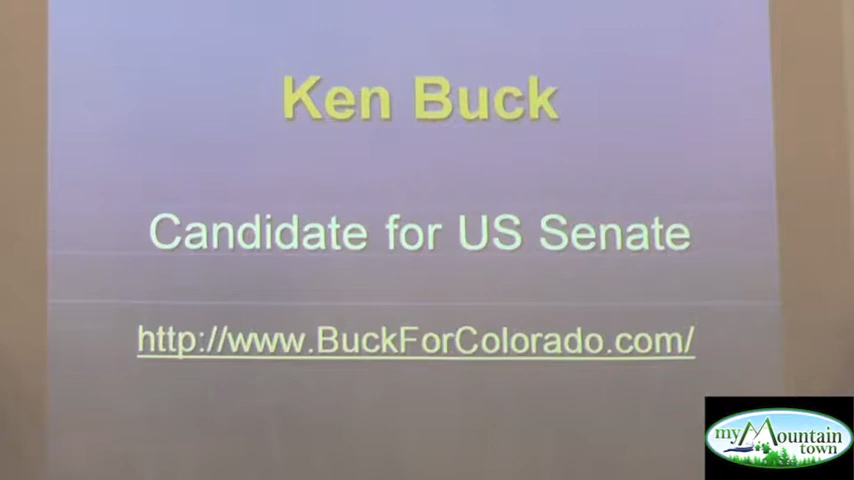 Ken Buck
Candidate for US Senate
http://www.BuckForColorado.com/
my Mountain
town